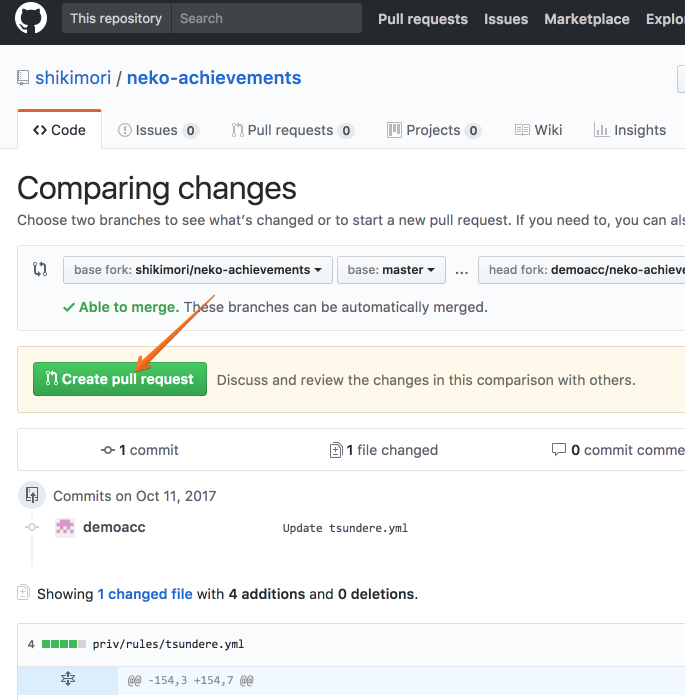 This repository Search Pull requests Issues Marketplace Explo
shikimori / neko-achievements
Code Issues 0 Pull requests 0 Projects 0 Wiki Insights
Comparing changes
Choose two branches to see what's changed or to start a new pull request. If you need to, you can als
base fork: shikimori/neko-achievements base: master ... head fork: demoacc/neko-achieve
Able to merge. These branches can be automatically merged.
Create pull request Discuss and review the changes in this comparison with others.
1 commit 1 file changed 0 commit comme
Commits on Oct 11, 2017
demoacc Update tsundere.yml
Showing 1 changed file with 4 additions and 0 deletions.
4 priv/rules/tsundere.yml
@@ -154,3 +154,7 @@